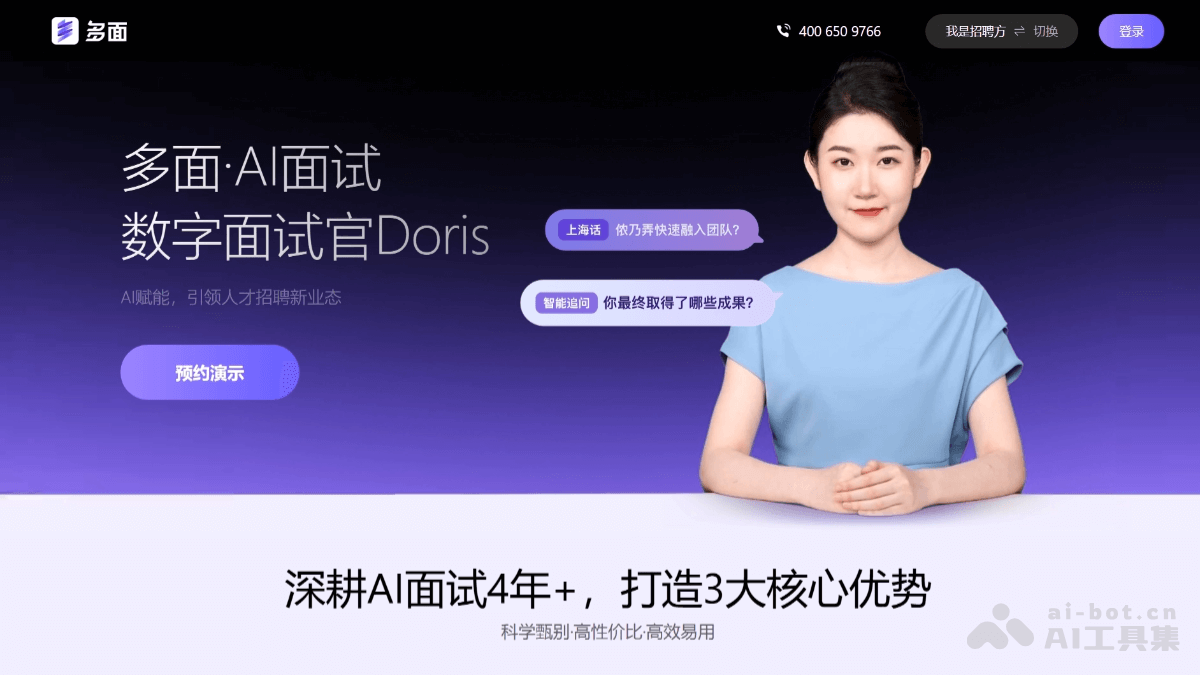 多面
400 650 9766
我是招聘方 ⇌ 切换
登录
多面·AI面试
数字面试官Doris
AI赋能，引领人才招聘新业态
预约演示
上海话 侬乃弄快速融入团队？
智能追问 你最终取得了哪些成果？
深耕AI面试4年+，打造3大核心优势
科学甄别·高性价比·高效易用
ai-bot.cn
AI工具集